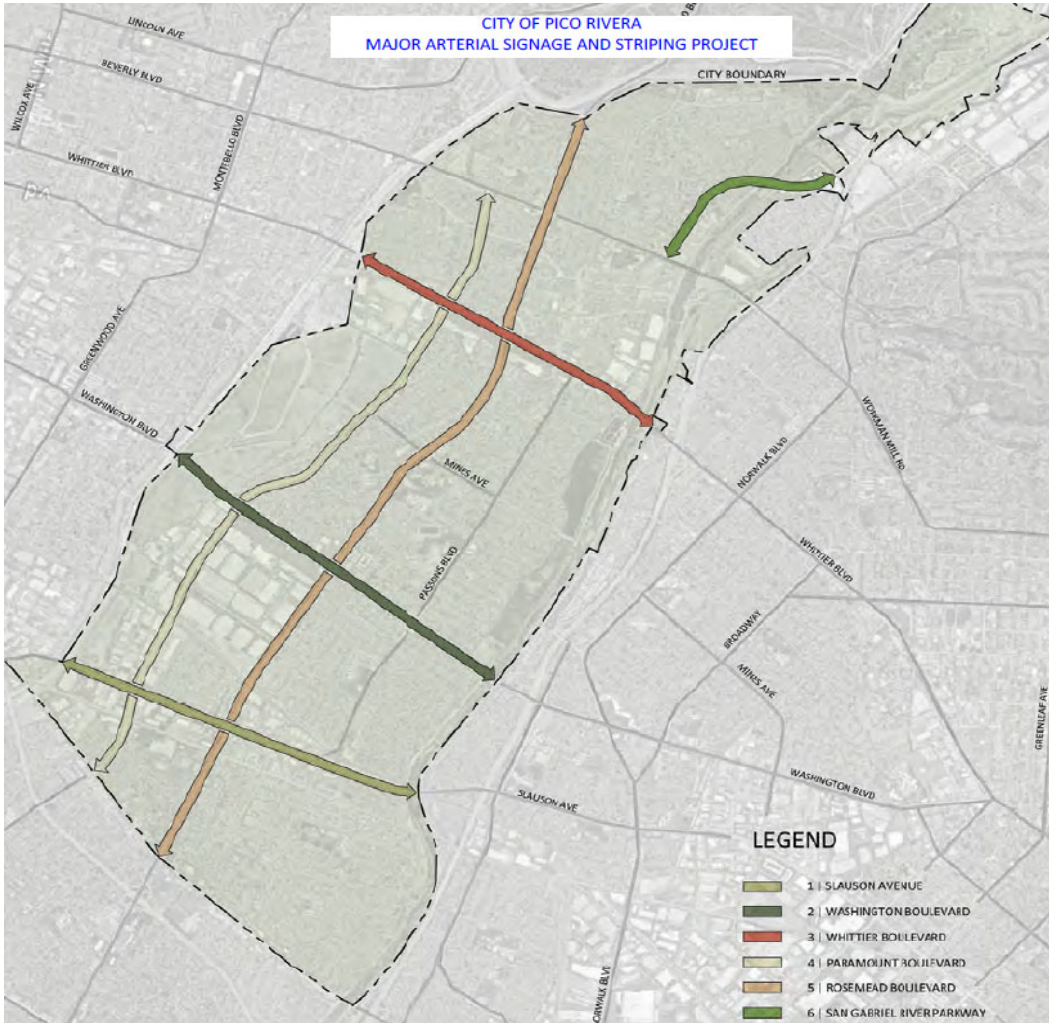 CITY OF PICO RIVERA
MAJOR ARTERIAL SIGNAGE AND STRIPING PROJECT
LINCOLN AVE
BEVERLY BLVD
WILCOX AVE
WHITTIER BLVD
MONTEBELLO BLVD
CITY BOUNDARY
GREENWOOD AVE
WASHINGTON BLVD
MINES AVE
PASSONS BLVD
NORWALK BLVD
WORKMAN MILL RD
WHITTIER BLVD
BROADWAY
MINES AVE
GREENLEAF AVE
WASHINGTON BLVD
SLAUSON AVE
NORWALK BLVD
LEGEND
1 | SLAUSON AVENUE
2 | WASHINGTON BOULEVARD
3 | WHITTIER BOULEVARD
4 | PARAMOUNT BOULEVARD
5 | ROSEMEAD BOULEVARD
6 | SAN GABRIEL RIVER PARKWAY